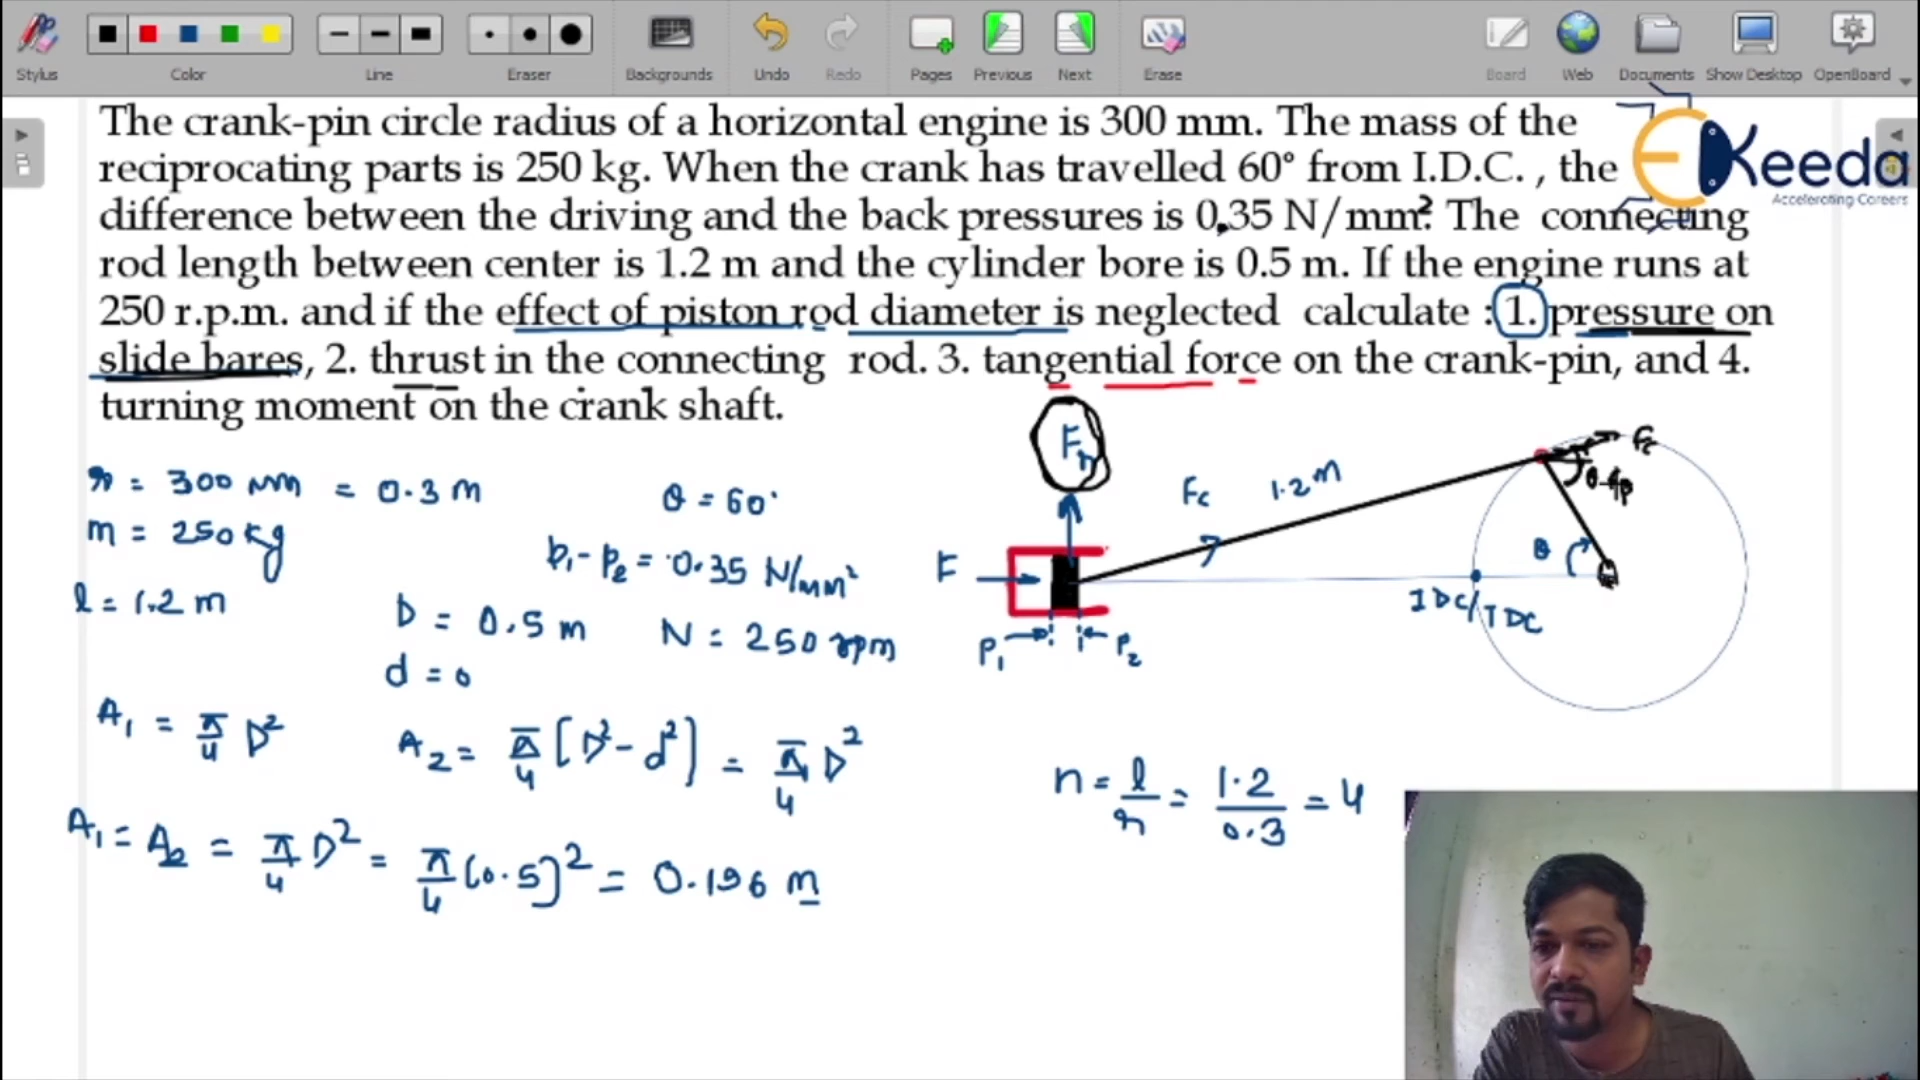 Stylus Color Line Eraser Backgrounds Undo Redo Pages Previous Next Erase Board Web Documents Show Desktop OpenBoard
The crank-pin circle radius of a horizontal engine is 300 mm. The mass of the
reciprocating parts is 250 kg. When the crank has travelled 60° from I.D.C. , the
difference between the driving and the back pressures is 0.35 N/mm². The connecting
rod length between center is 1.2 m and the cylinder bore is 0.5 m. If the engine runs at
250 r.p.m. and if the effect of piston rod diameter is neglected calculate : 1. pressure on
slide bares, 2. thrust in the connecting rod. 3. tangential force on the crank-pin, and 4.
turning moment on the crank shaft.
Keeda
Accelerating Careers
r = 300 mm = 0.3 m
θ = 60°
m = 250 kg
p₁ - p₂ = 0.35 N/mm²
l = 1.2 m
D = 0.5 m
N = 250 rpm
d = 0
A₁ = π/4 D²
A₂ = π/4 [D² - d²] = π/4 D²
A₁ = A₂ = π/4 D² = π/4 (0.5)² = 0.196 m
Fn
Fc
1.2 m
Fc
F
θ
IDC/TDC
P₁
P₂
n = l/r = 1.2/0.3 = 4